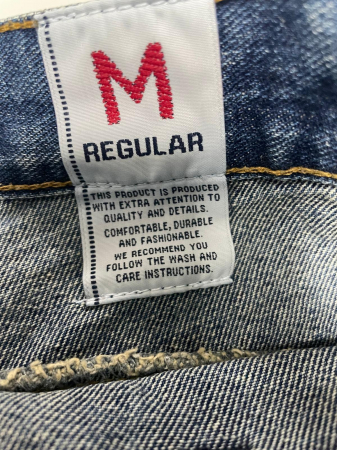 M
REGULAR
THIS PRODUCT IS PRODUCED
WITH EXTRA ATTENTION TO
QUALITY AND DETAILS.
COMFORTABLE, DURABLE
AND FASHIONABLE.
WE RECOMMEND YOU
FOLLOW THE WASH AND
CARE INSTRUCTIONS.